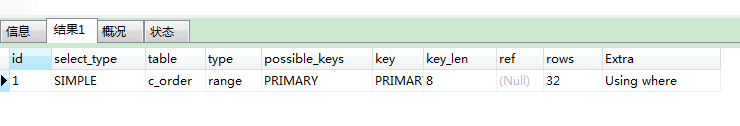 信息 结果1 概况 状态
id select_type table type possible_keys key key_len ref rows Extra
1 SIMPLE c_order range PRIMARY PRIMAR 8 (Null) 32 Using where